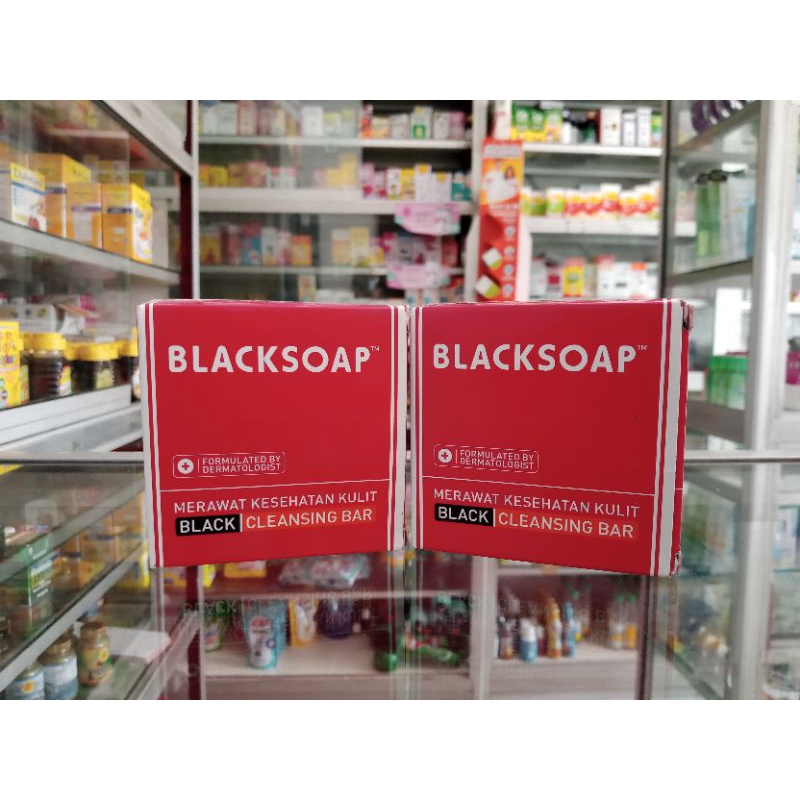 BLACKSOAP™
FORMULATED BY
DERMATOLOGIST
MERAWAT KESEHATAN KULIT
BLACK CLEANSING BAR
BLACKSOAP™
FORMULATED BY
DERMATOLOGIST
MERAWAT KESEHATAN KULIT
BLACK CLEANSING BAR